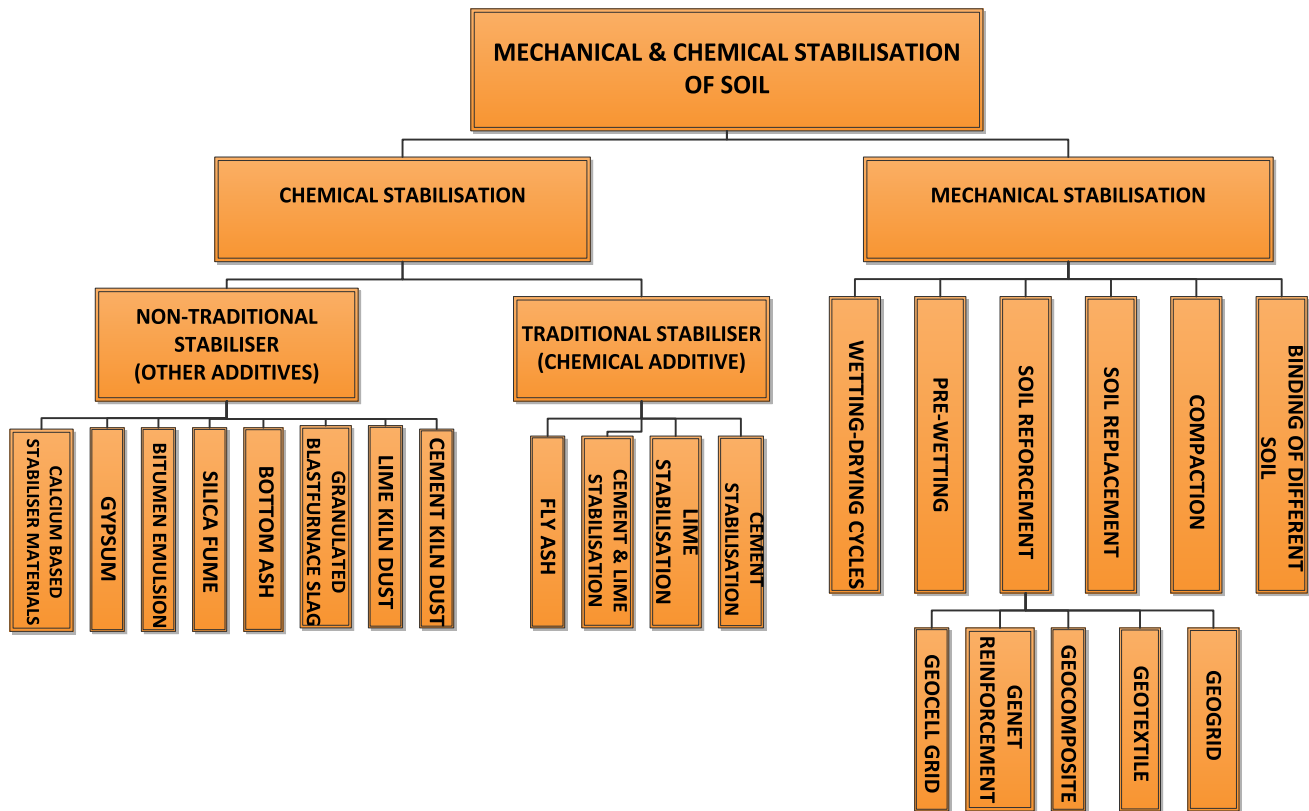 MECHANICAL & CHEMICAL STABILISATION
OF SOIL
CHEMICAL STABILISATION
MECHANICAL STABILISATION
NON-TRADITIONAL
STABILISER
(OTHER ADDITIVES)
TRADITIONAL STABILISER
(CHEMICAL ADDITIVE)
CALCIUM BASED
STABILISER MATERIALS
GYPSUM
BITUMEN EMULSION
SILICA FUME
BOTTOM ASH
GRANULATED
BLASTFURNACE SLAG
LIME KILN DUST
CEMENT KILN DUST
FLY ASH
CEMENT & LIME
STABILISATION
LIME
STABILISATION
CEMENT
STABILISATION
WETTING-DRYING CYCLES
PRE-WETTING
SOIL REFORCEMENT
SOIL REPLACEMENT
COMPACTION
BINDING OF DIFFERENT
SOIL
GEOCELL GRID
GENET
REINFORCEMENT
GEOCOMPOSITE
GEOTEXTILE
GEOGRID